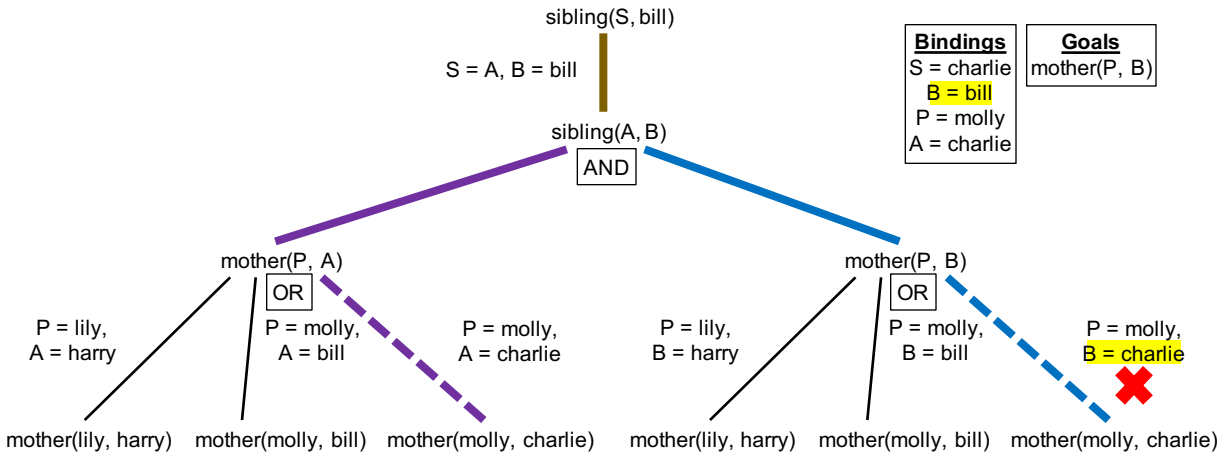 sibling(S, bill)
S = A, B = bill
Bindings
S = charlie
B = bill
P = molly
A = charlie
Goals
mother(P, B)
sibling(A, B)
AND
mother(P, A)
OR
mother(P, B)
OR
P = lily,
A = harry
P = molly,
A = bill
P = molly,
A = charlie
P = lily,
B = harry
P = molly,
B = bill
P = molly,
B = charlie
mother(lily, harry)
mother(molly, bill)
mother(molly, charlie)
mother(lily, harry)
mother(molly, bill)
mother(molly, charlie)